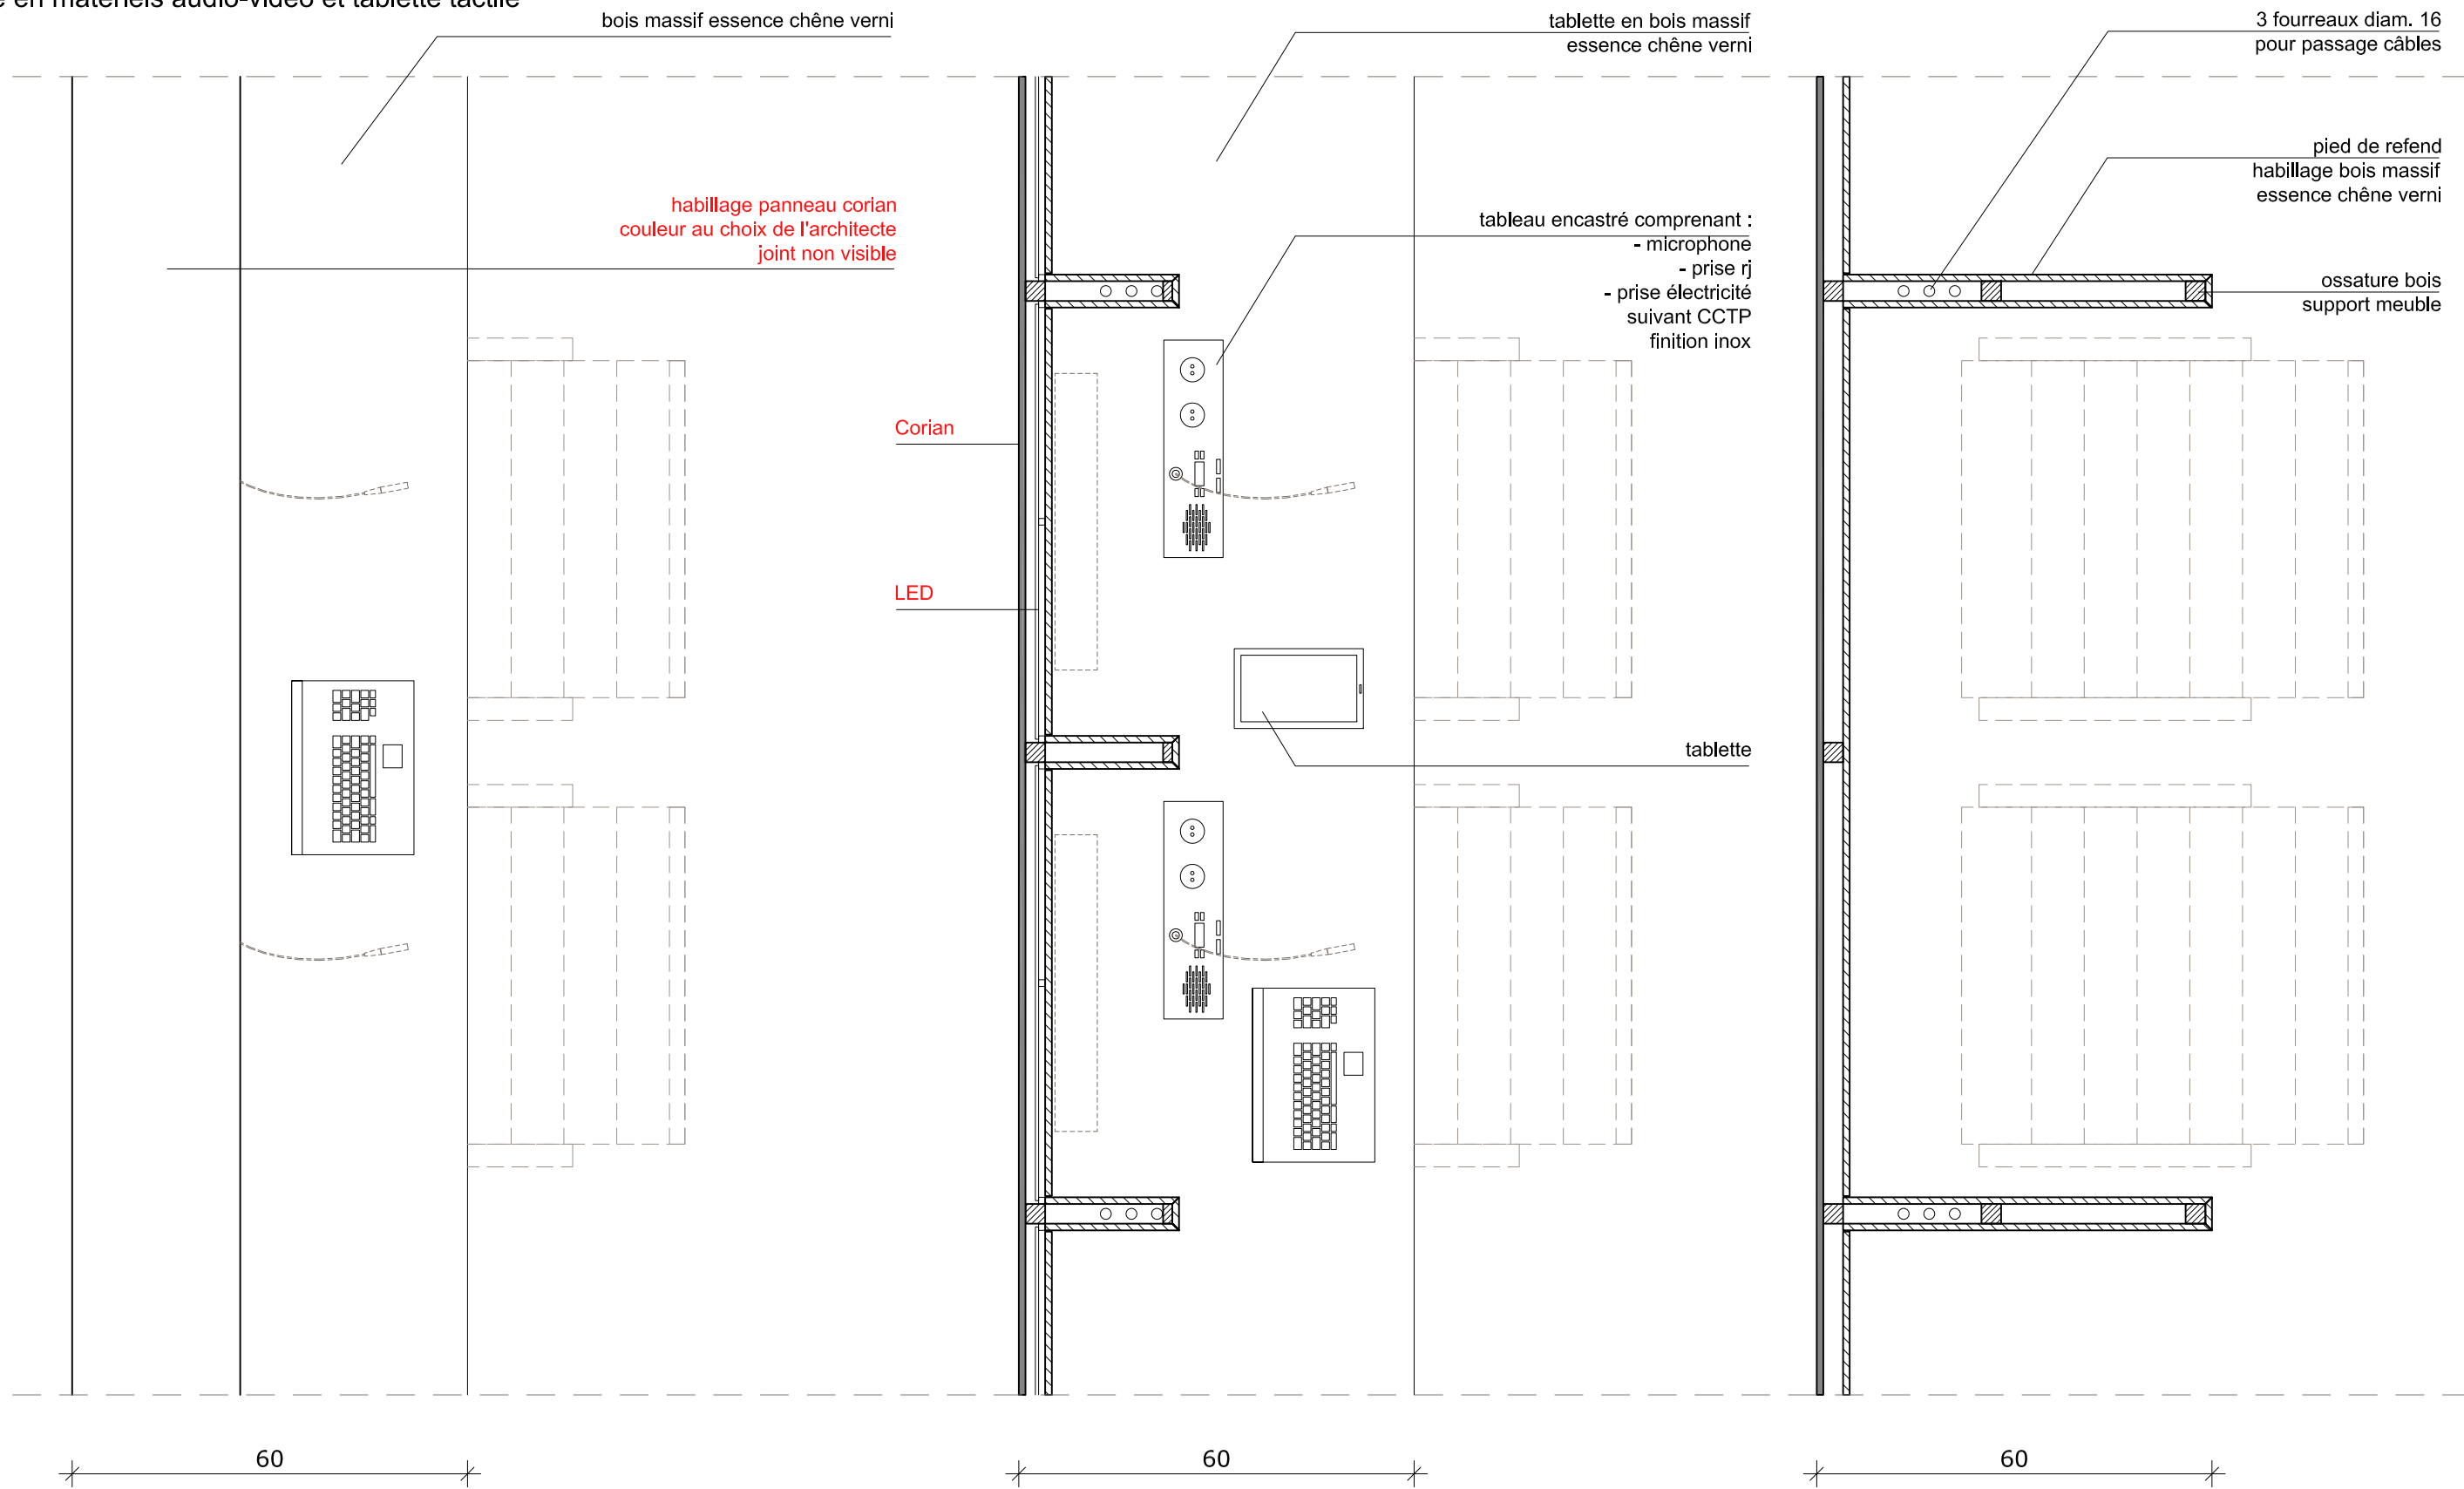 en matériels audio-vidéo et tablette tactile
bois massif essence chêne verni
habillage panneau corian
couleur au choix de l'architecte
joint non visible
Corian
LED
tablette en bois massif
essence chêne verni
tableau encastré comprenant :
- microphone
- prise rj
- prise électricité
suivant CCTP
finition inox
tablette
3 fourreaux diam. 16
pour passage câbles
pied de refend
habillage bois massif
essence chêne verni
ossature bois
support meuble
60
60
60